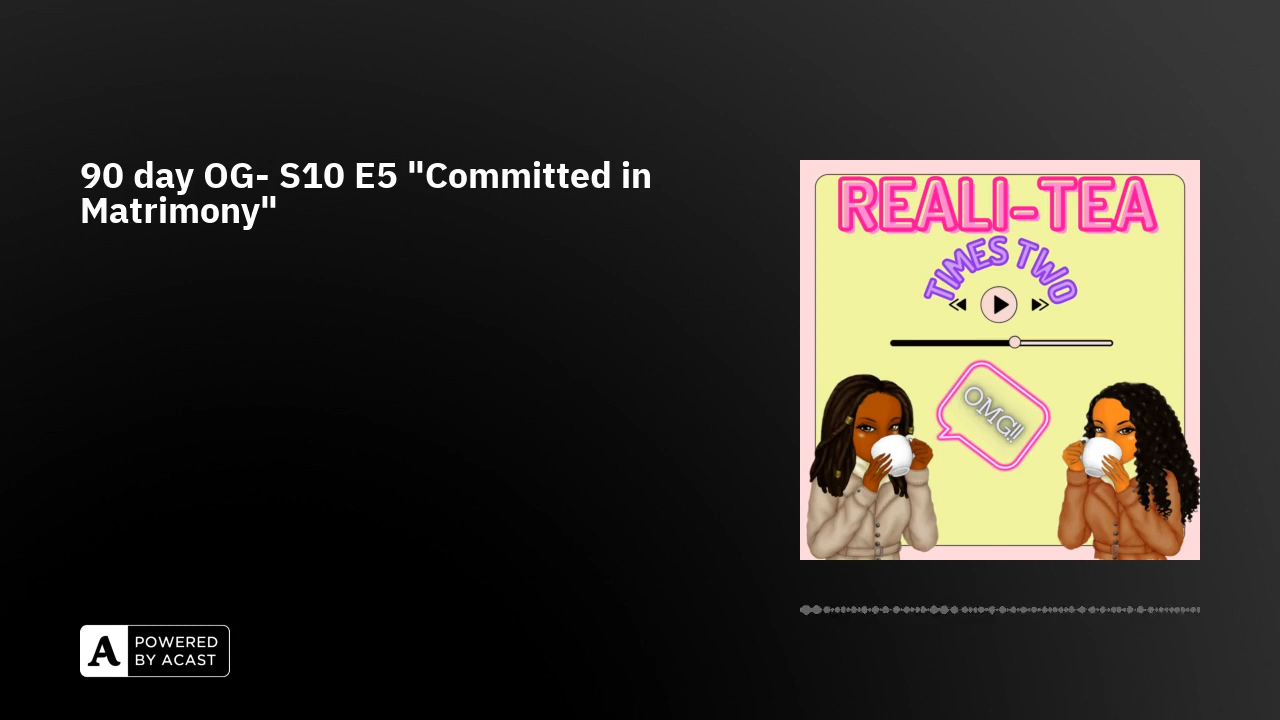 90 day OG- S10 E5 "Committed in
Matrimony"
REALI-TEA
TIMES TWO
OMG!!
A POWERED
BY ACAST